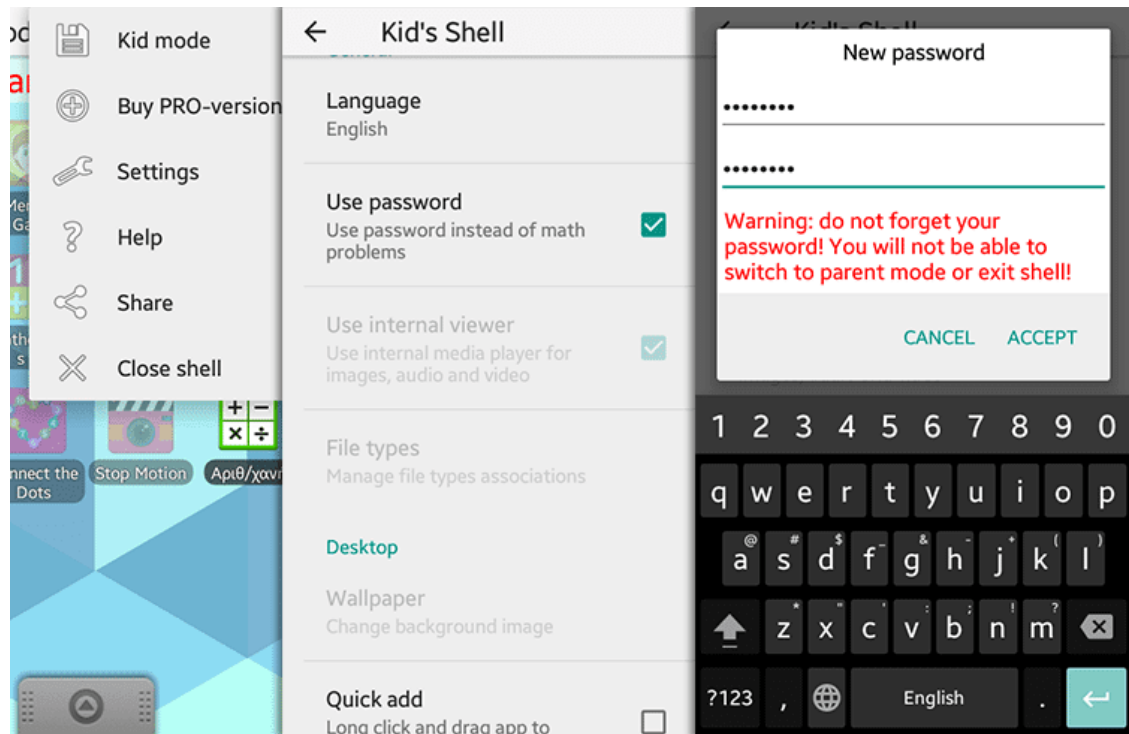 Kid mode
Buy PRO-version
Settings
Help
Share
Close shell
nnect the
Dots
Stop Motion
Αριθ/χαν
Kid's Shell
General
Language
English
Use password
Use password instead of math
problems
Use internal viewer
Use internal media player for
images, audio and video
File types
Manage file types associations
Desktop
Wallpaper
Change background image
Quick add
Long click and drag app to
Kid's Shell
New password
••••••••
••••••••
Warning: do not forget your
password! You will not be able to
switch to parent mode or exit shell!
CANCEL ACCEPT
1 2 3 4 5 6 7 8 9 0
q w e r t y u i o p
@ # $ _ & - + ( )
a s d f g h j k l
* " ' : ; ! ?
z x c v b n m
?123 , English .